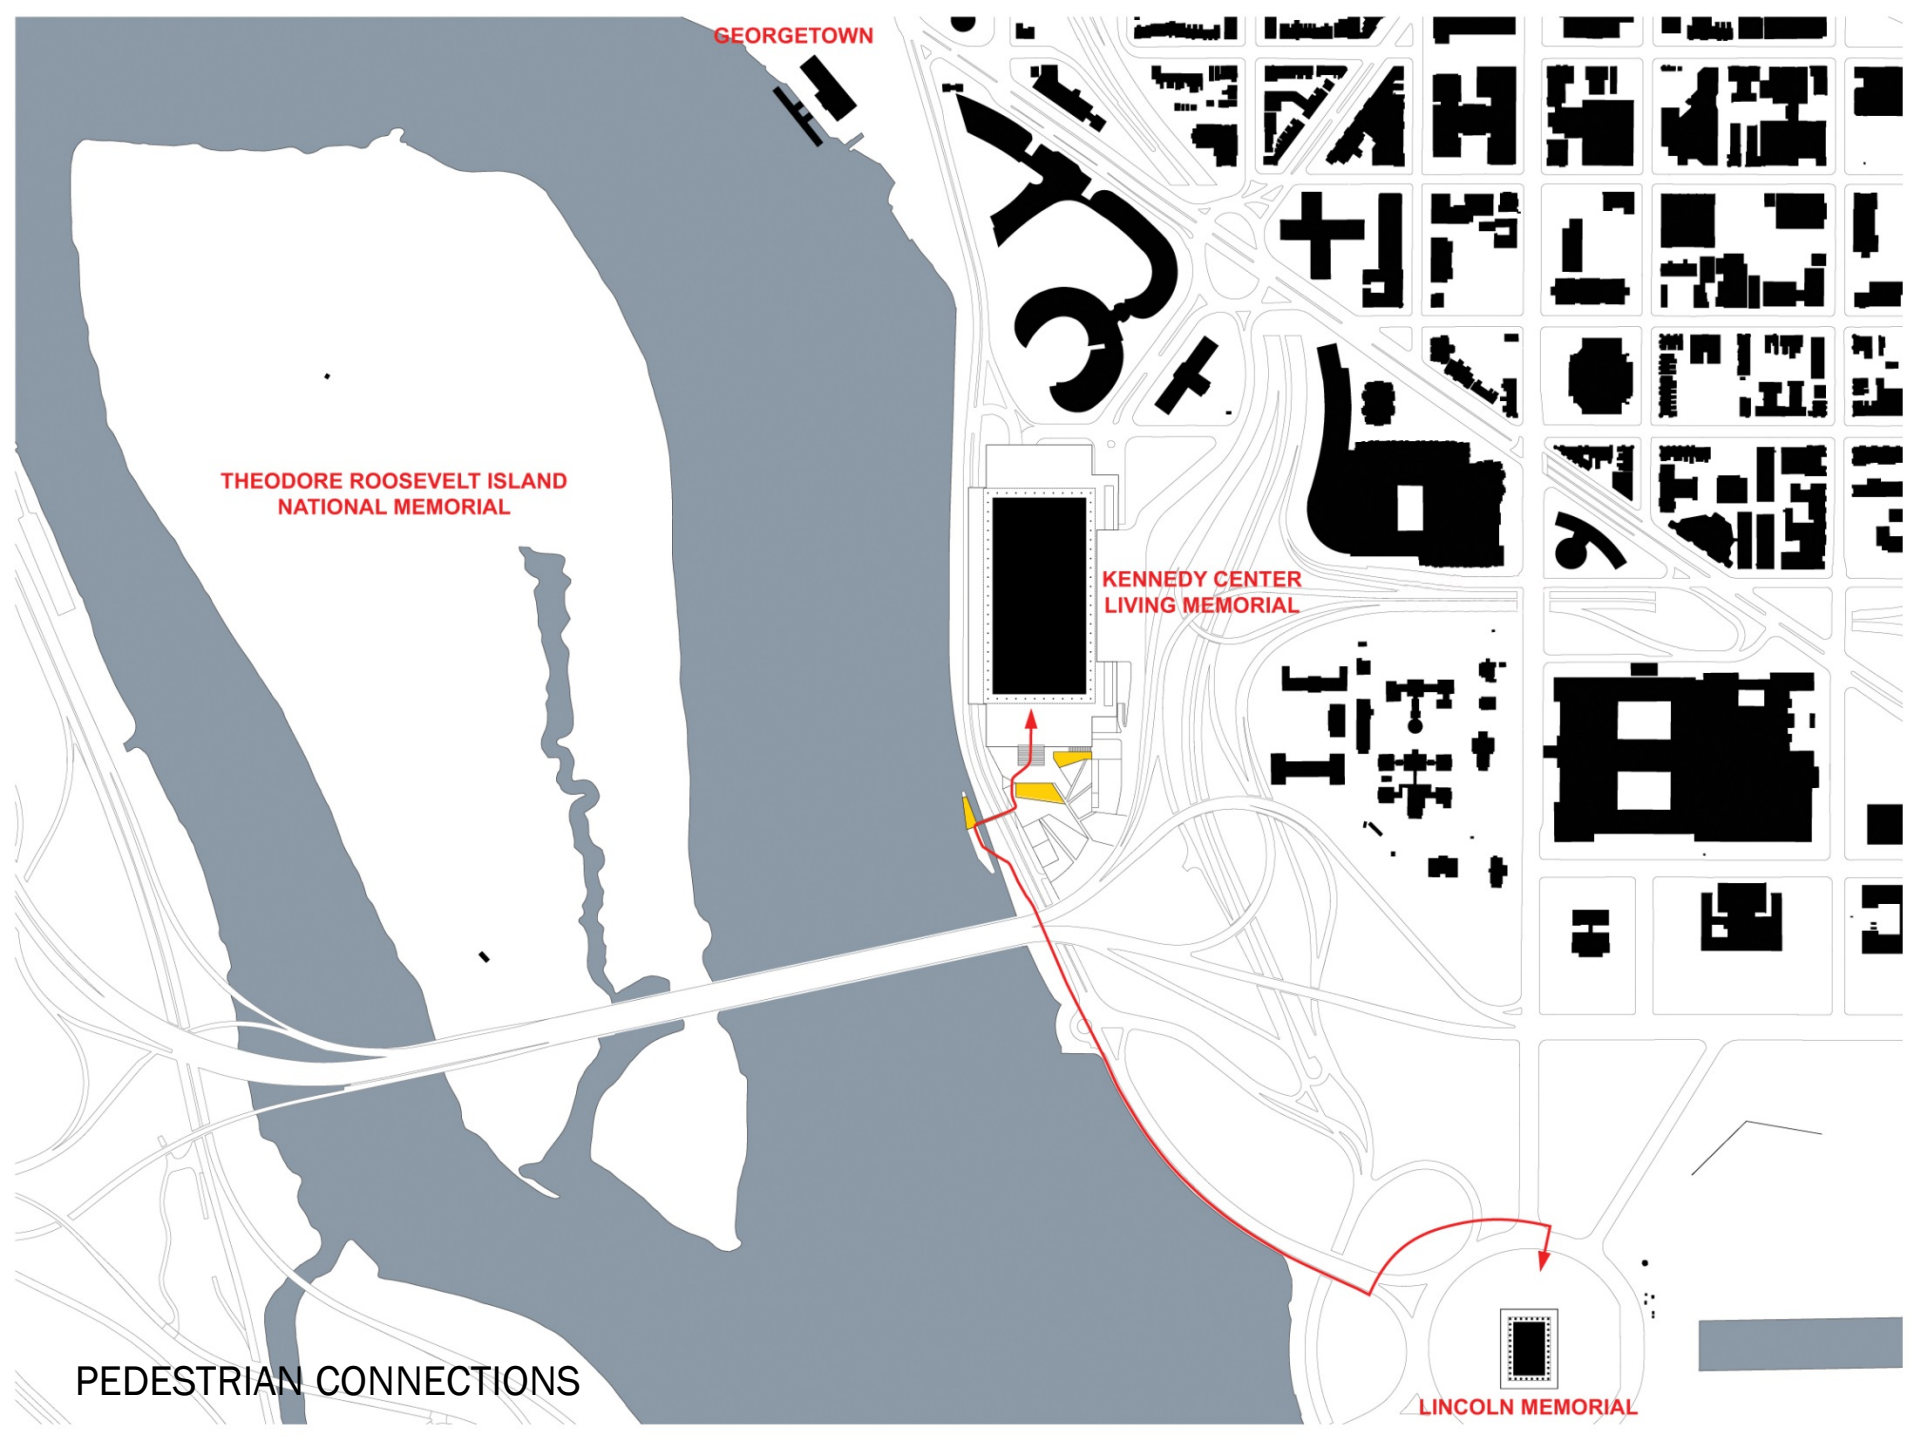 GEORGETOWN
THEODORE ROOSEVELT ISLAND
NATIONAL MEMORIAL
KENNEDY CENTER
LIVING MEMORIAL
PEDESTRIAN CONNECTIONS
LINCOLN MEMORIAL